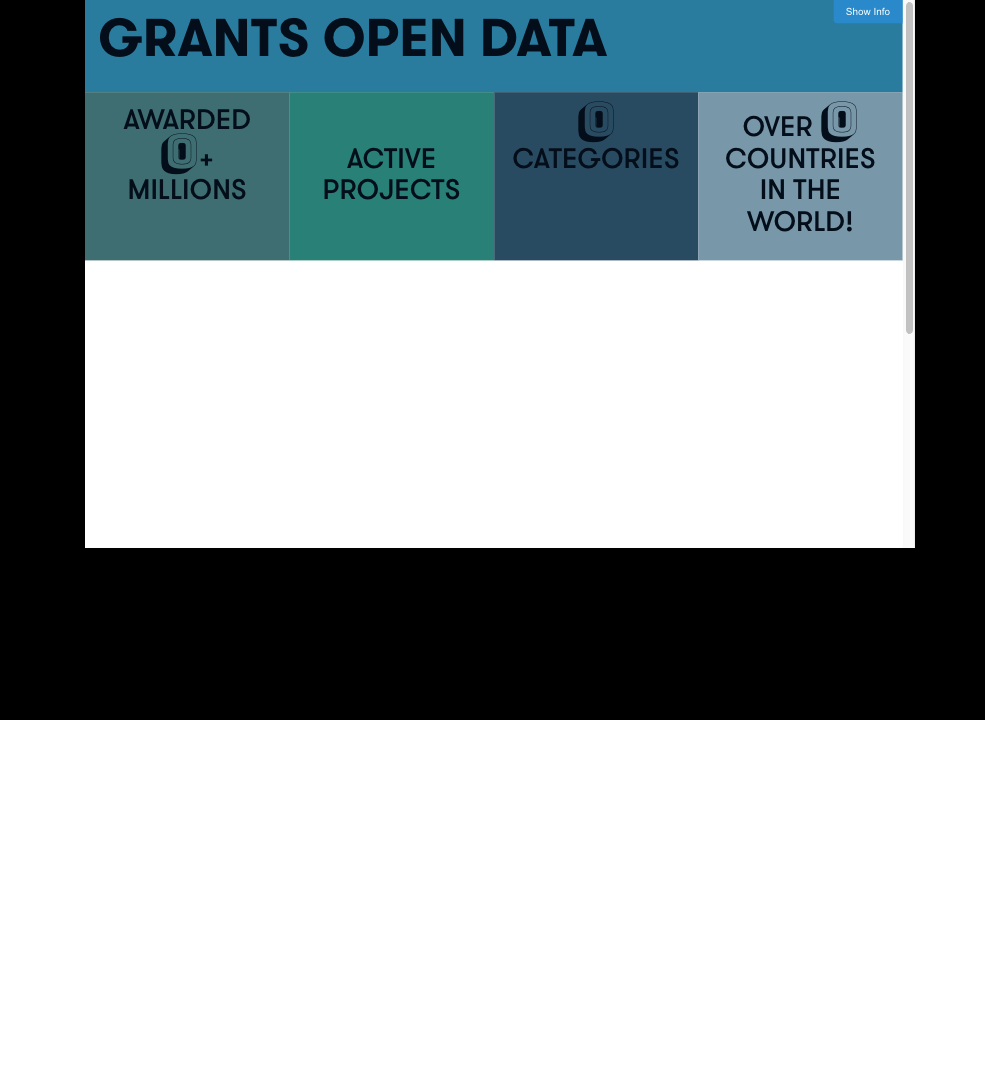 GRANTS OPEN DATA
Show Info
AWARDED
0+
MILLIONS
ACTIVE
PROJECTS
0
CATEGORIES
OVER 0
COUNTRIES
IN THE
WORLD!